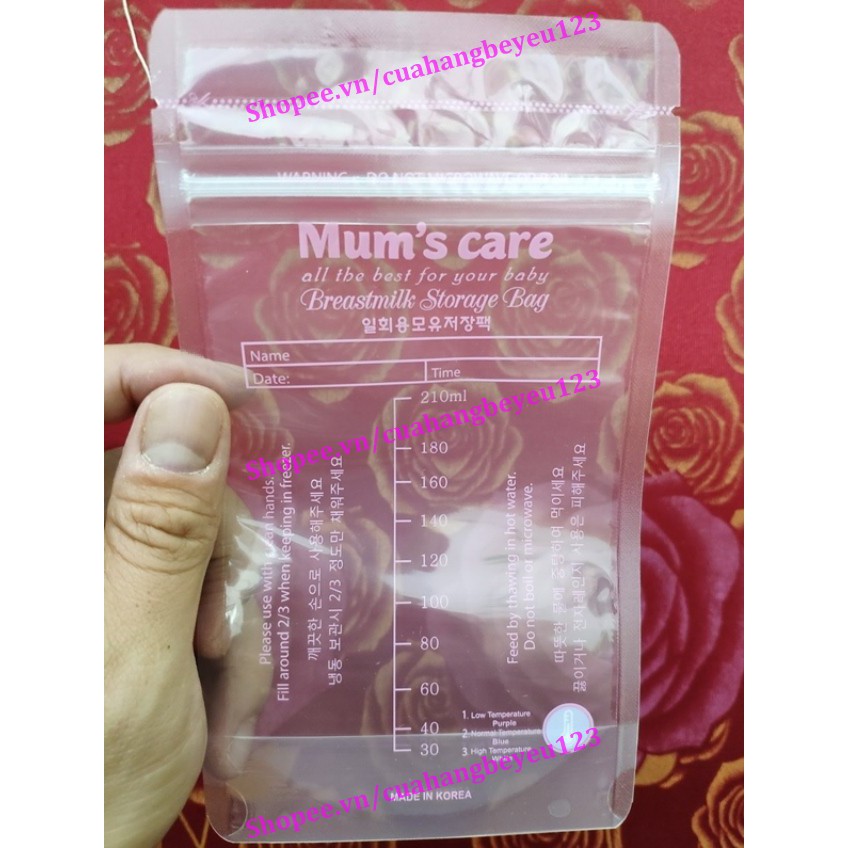 Shopee.vn/cuahangbeyeu123
Mum's care
all the best for your baby
Breastmilk Storage Bag
일회용모유저장팩
Name
Date:
Time
210ml
Shopee.vn/cuahangbeyeu123
180
160
140
120
100
80
60
40
30
Please use with clean hands.
Fill around 2/3 when keeping in freezer.
깨끗한 손으로 사용해주세요
냉동 보관시 2/3 정도만 채워주세요
Feed by thawing in hot water.
Do not boil or microwave.
따뜻한 물에 중탕하여 먹이세요
끓이거나 전자레인지 사용은 피해주세요
1. Low Tamperature
Purple
2. Normal Temperature
Blue
3. High Temperature
Shopee.vn/cuahangbeyeu123
MADE IN KOREA